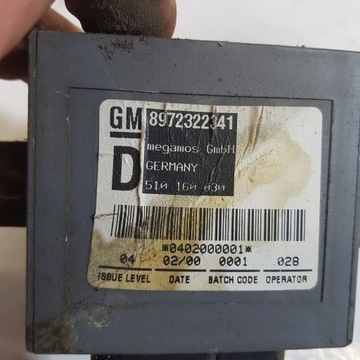 GM 8972322341
D megamos GmbH
GERMANY
510 160 030
*0402000001*
04 02/00 0001 028
ISSUE LEVEL DATE BATCH CODE OPERATOR